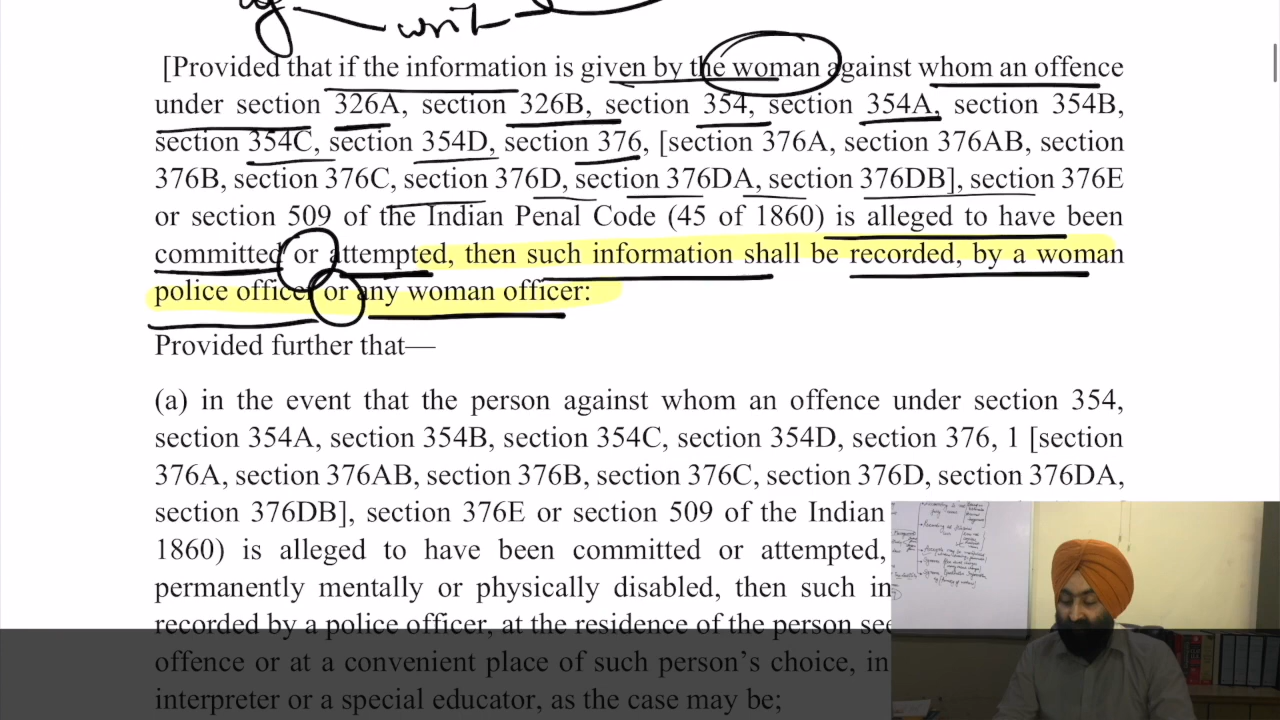 writ
[Provided that if the information is given by the woman against whom an offence
under section 326A, section 326B, section 354, section 354A, section 354B,
section 354C, section 354D, section 376, [section 376A, section 376AB, section
376B, section 376C, section 376D, section 376DA, section 376DB], section 376E
or section 509 of the Indian Penal Code (45 of 1860) is alleged to have been
committed or attempted, then such information shall be recorded, by a woman
police officer or any woman officer:
Provided further that—
(a) in the event that the person against whom an offence under section 354,
section 354A, section 354B, section 354C, section 354D, section 376, 1 [section
376A, section 376AB, section 376B, section 376C, section 376D, section 376DA,
section 376DB], section 376E or section 509 of the Indian
1860) is alleged to have been committed or attempted,
permanently mentally or physically disabled, then such in
recorded by a police officer, at the residence of the person see
offence or at a convenient place of such person's choice, in
interpreter or a special educator, as the case may be;